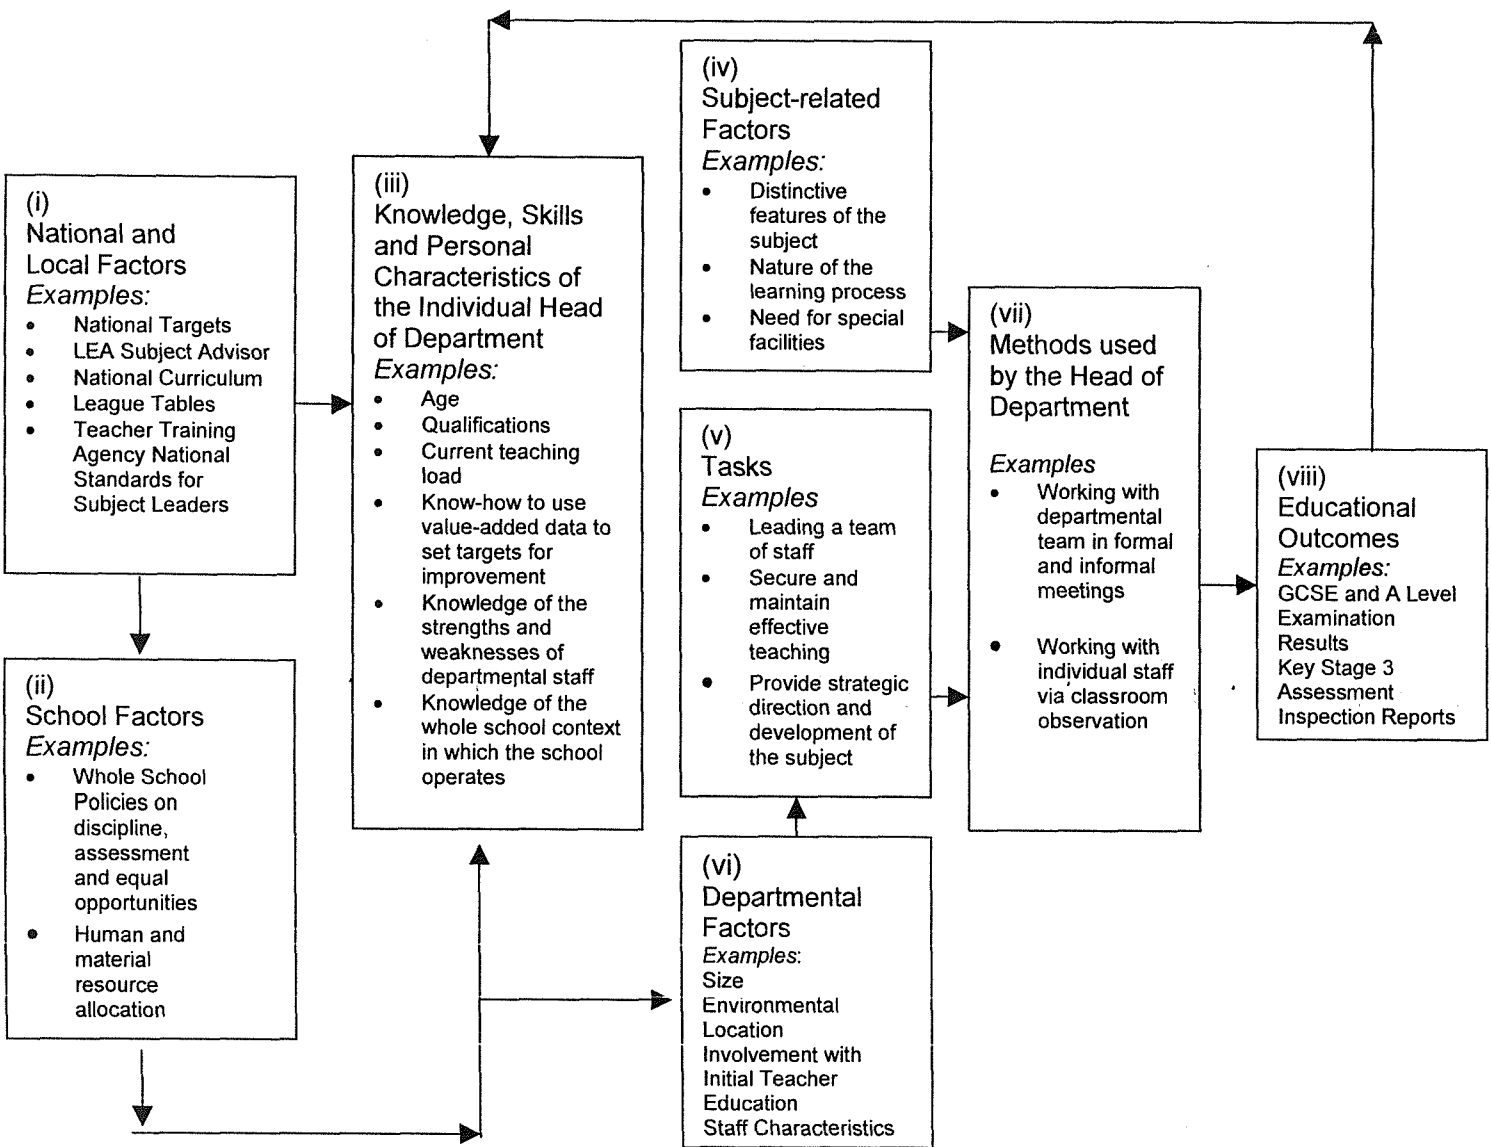 (i)
National and
Local Factors
Examples:
• National Targets
• LEA Subject Advisor
• National Curriculum
• League Tables
• Teacher Training
Agency National
Standards for
Subject Leaders
(ii)
School Factors
Examples:
• Whole School
Policies on
discipline,
assessment
and equal
opportunities
• Human and
material
resource
allocation
(iii)
Knowledge, Skills
and Personal
Characteristics of
the Individual Head
of Department
Examples:
• Age
• Qualifications
• Current teaching
load
• Know-how to use
value-added data to
set targets for
improvement
• Knowledge of the
strengths and
weaknesses of
departmental staff
• Knowledge of the
whole school context
in which the school
operates
(iv)
Subject-related
Factors
Examples:
• Distinctive
features of the
subject
• Nature of the
learning process
• Need for special
facilities
(v)
Tasks
Examples
• Leading a team
of staff
• Secure and
maintain
effective
teaching
• Provide strategic
direction and
development of
the subject
(vi)
Departmental
Factors
Examples:
Size
Environmental
Location
Involvement with
Initial Teacher
Education
Staff Characteristics
(vii)
Methods used
by the Head of
Department
Examples
• Working with
departmental
team in formal
and informal
meetings
• Working with
individual staff
via classroom
observation
(viii)
Educational
Outcomes
Examples:
GCSE and A Level
Examination
Results
Key Stage 3
Assessment
Inspection Reports